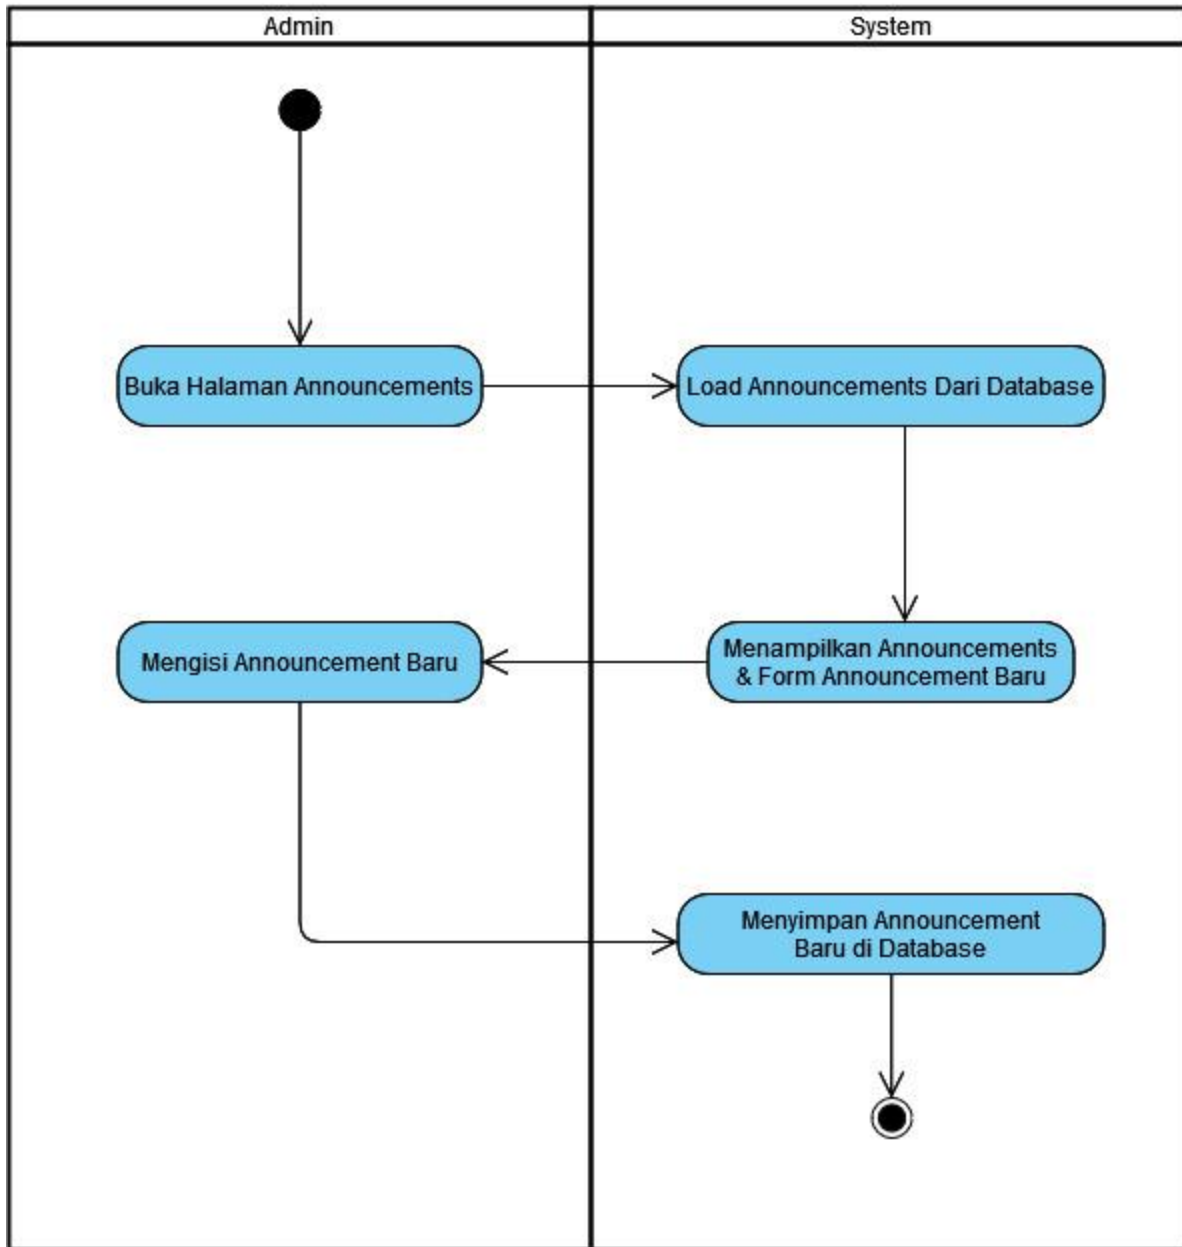 Admin
System
Buka Halaman Announcements
Load Announcements Dari Database
Mengisi Announcement Baru
Menampilkan Announcements
& Form Announcement Baru
Menyimpan Announcement
Baru di Database